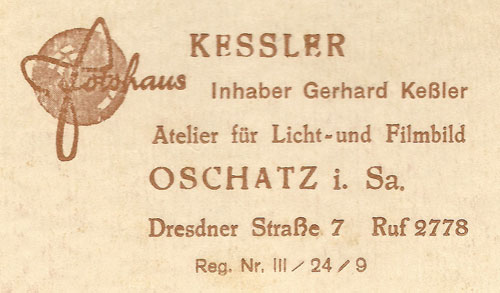 Fotohaus
KESSLER
Inhaber Gerhard Keßler
Atelier für Licht-und Filmbild
OSCHATZ i. Sa.
Dresdner Straße 7 Ruf 2778
Reg. Nr. III / 24 / 9